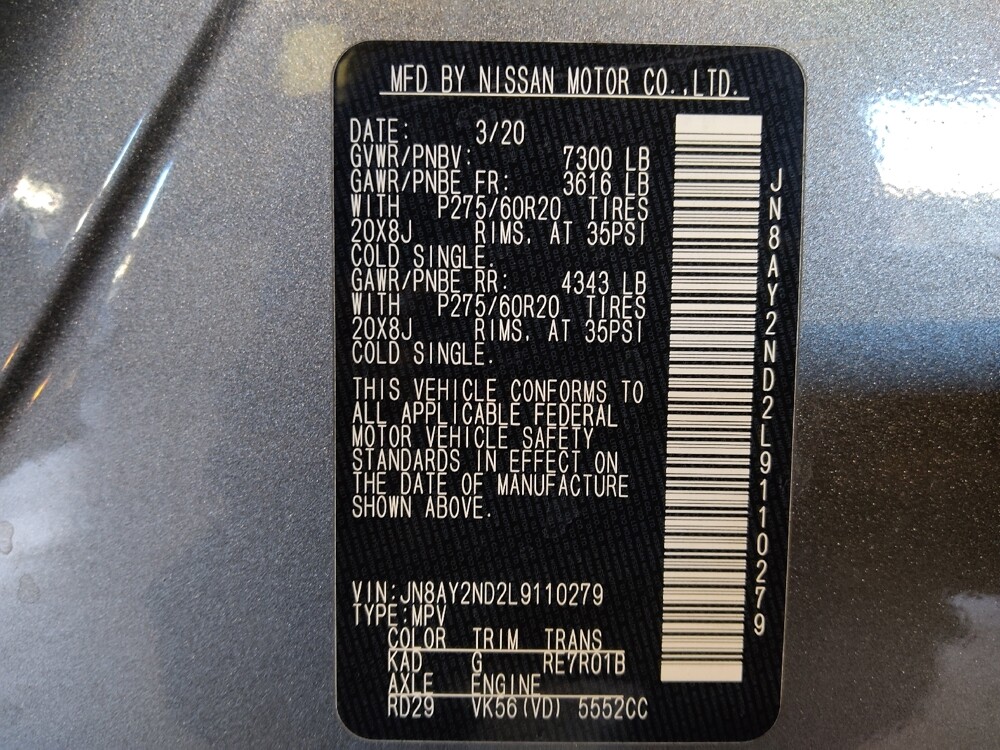 MFD BY NISSAN MOTOR CO.,LTD.
DATE: 3/20
GVWR/PNBV: 7300 LB
GAWR/PNBE FR: 3616 LB
WITH P275/60R20 TIRES
20X8J RIMS, AT 35PSI
COLD SINGLE.
GAWR/PNBE RR: 4343 LB
WITH P275/60R20 TIRES
20X8J RIMS, AT 35PSI
COLD SINGLE.
THIS VEHICLE CONFORMS TO
ALL APPLICABLE FEDERAL
MOTOR VEHICLE SAFETY
STANDARDS IN EFFECT ON
THE DATE OF MANUFACTURE
SHOWN ABOVE.
VIN:JN8AY2ND2L9110279
TYPE:MPV
COLOR TRIM TRANS
KAD G RE7R01B
AXLE ENGINE
RD29 VK56(VD) 5552CC
JN8AY2ND2L9110279